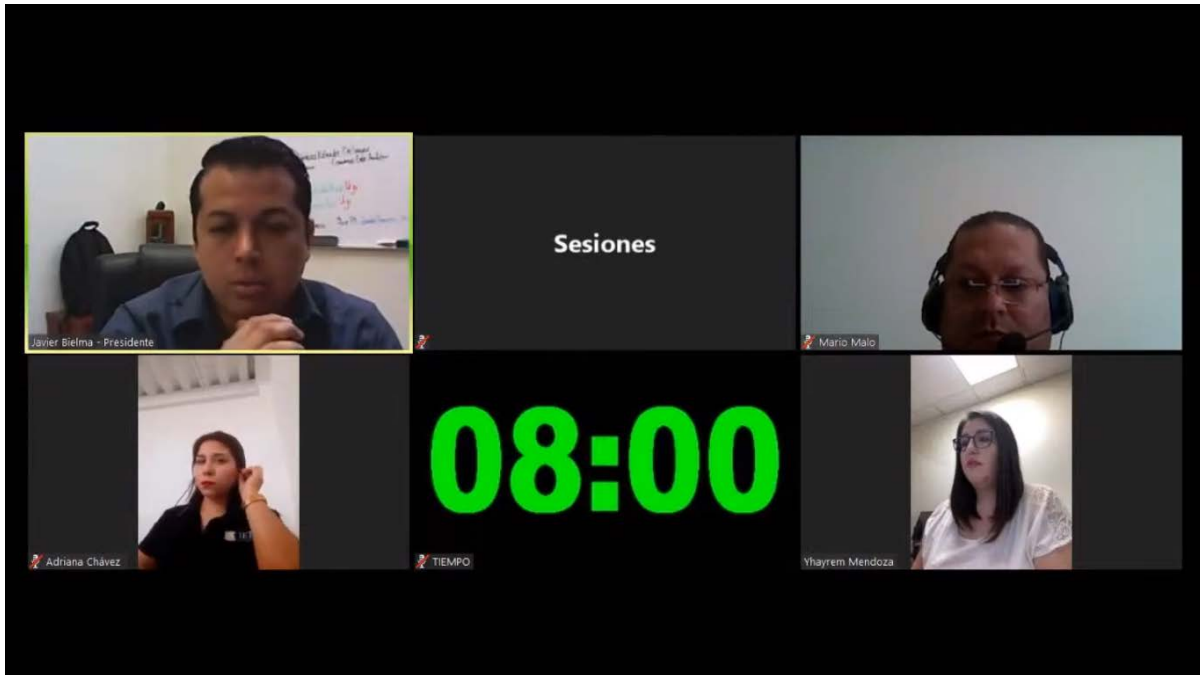 Sesiones
Javier Bielma - Presidente
Mario Malo
08:00
Adriana Chávez
TIEMPO
Yhayrem Mendoza